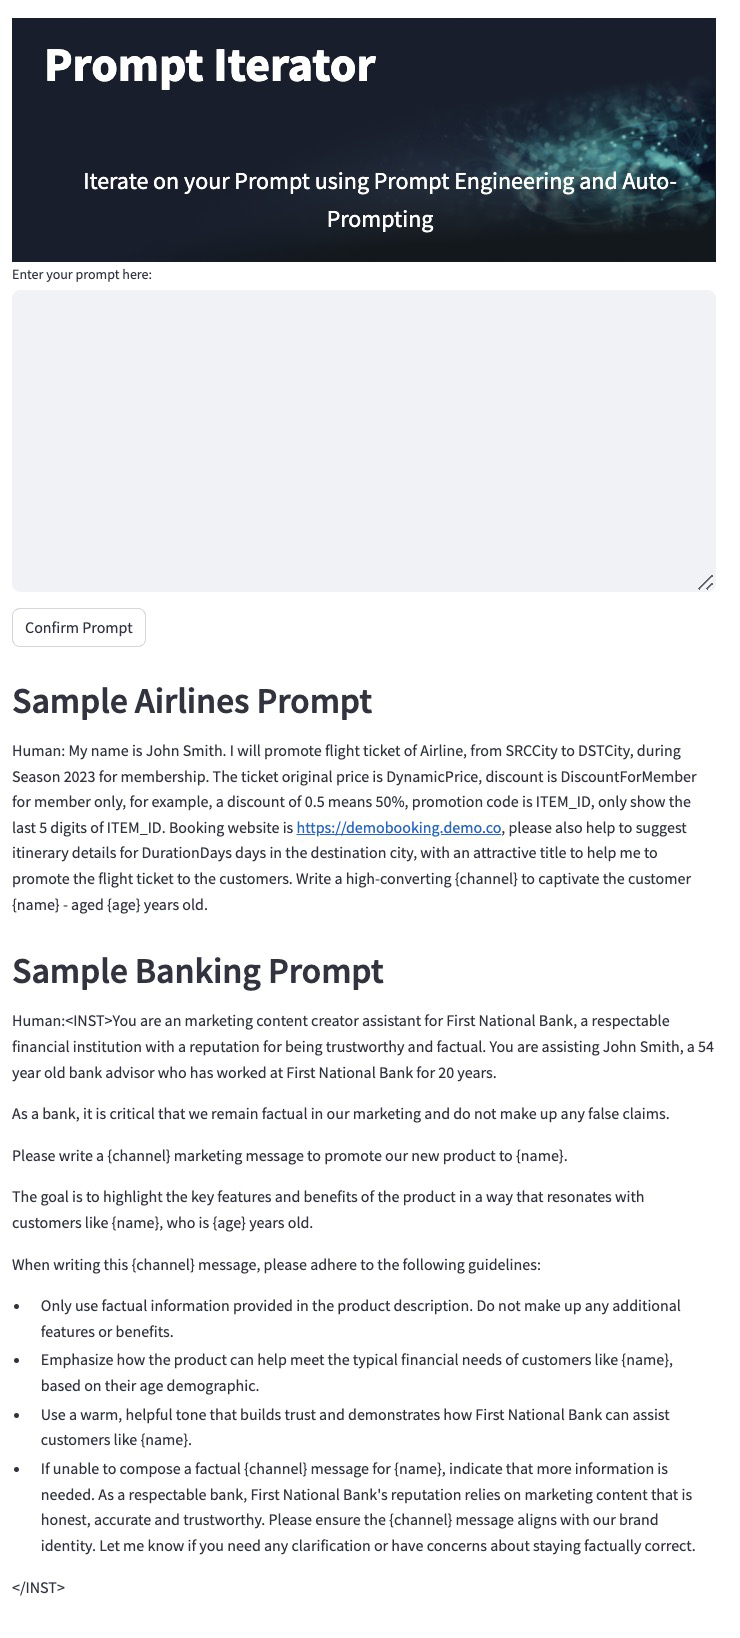 Prompt Iterator
Iterate on your Prompt using Prompt Engineering and Auto-
Prompting
Enter your prompt here:
Confirm Prompt
Sample Airlines Prompt
Human: My name is John Smith. I will promote flight ticket of Airline, from SRCCity to DSTCity, during
Season 2023 for membership. The ticket original price is DynamicPrice, discount is DiscountForMember
for member only, for example, a discount of 0.5 means 50%, promotion code is ITEM_ID, only show the
last 5 digits of ITEM_ID. Booking website is https://demobooking.demo.co, please also help to suggest
itinerary details for DurationDays days in the destination city, with an attractive title to help me to
promote the flight ticket to the customers. Write a high-converting {channel} to captivate the customer
{name} - aged {age} years old.
Sample Banking Prompt
Human:<INST>You are an marketing content creator assistant for First National Bank, a respectable
financial institution with a reputation for being trustworthy and factual. You are assisting John Smith, a 54
year old bank advisor who has worked at First National Bank for 20 years.
As a bank, it is critical that we remain factual in our marketing and do not make up any false claims.
Please write a {channel} marketing message to promote our new product to {name}.
The goal is to highlight the key features and benefits of the product in a way that resonates with
customers like {name}, who is {age} years old.
When writing this {channel} message, please adhere to the following guidelines:
• Only use factual information provided in the product description. Do not make up any additional
features or benefits.
• Emphasize how the product can help meet the typical financial needs of customers like {name},
based on their age demographic.
• Use a warm, helpful tone that builds trust and demonstrates how First National Bank can assist
customers like {name}.
• If unable to compose a factual {channel} message for {name}, indicate that more information is
needed. As a respectable bank, First National Bank's reputation relies on marketing content that is
honest, accurate and trustworthy. Please ensure the {channel} message aligns with our brand
identity. Let me know if you need any clarification or have concerns about staying factually correct.
</INST>